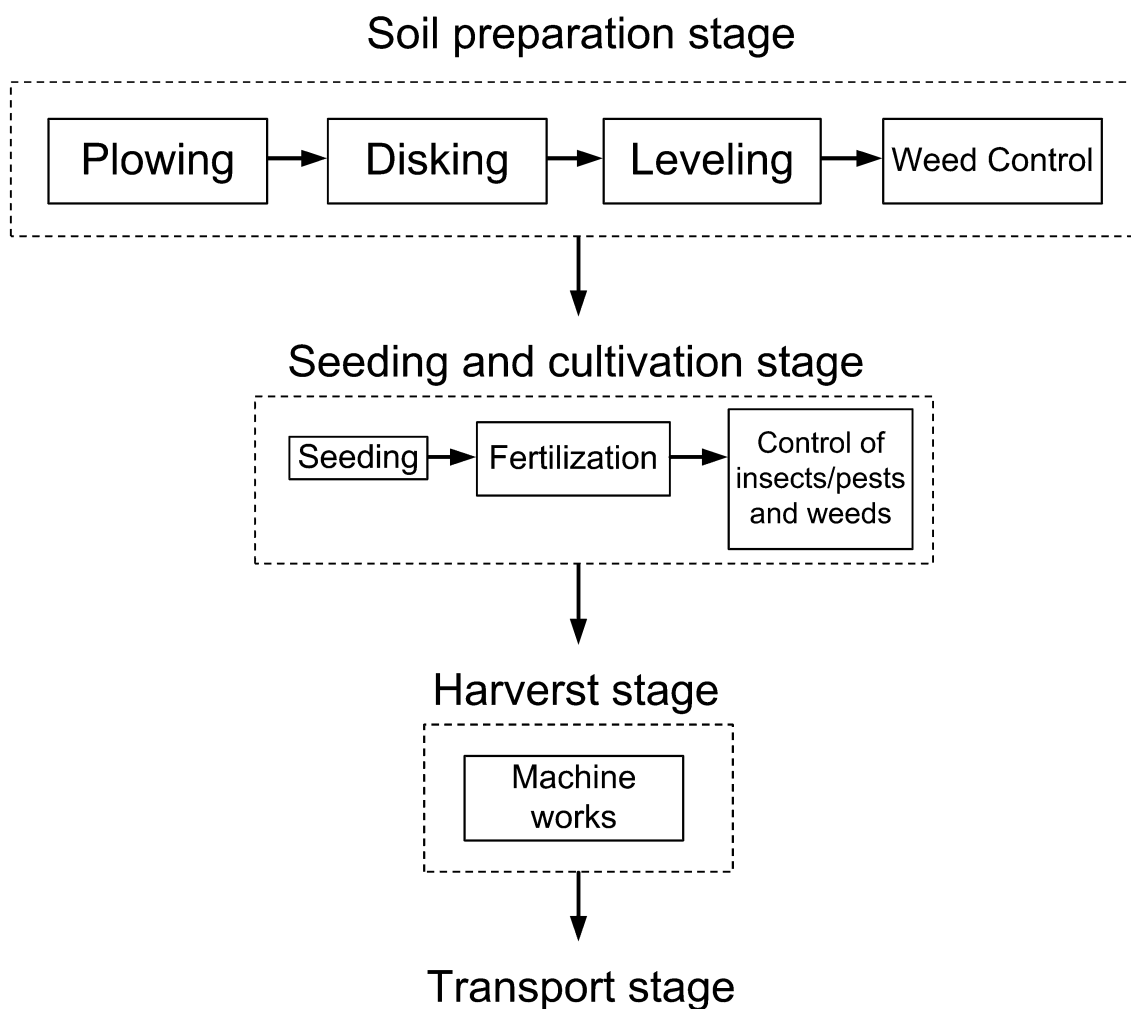 Soil preparation stage
Plowing
Disking
Leveling
Weed Control
Seeding and cultivation stage
Seeding
Fertilization
Control of
insects/pests
and weeds
Harverst stage
Machine
works
Transport stage